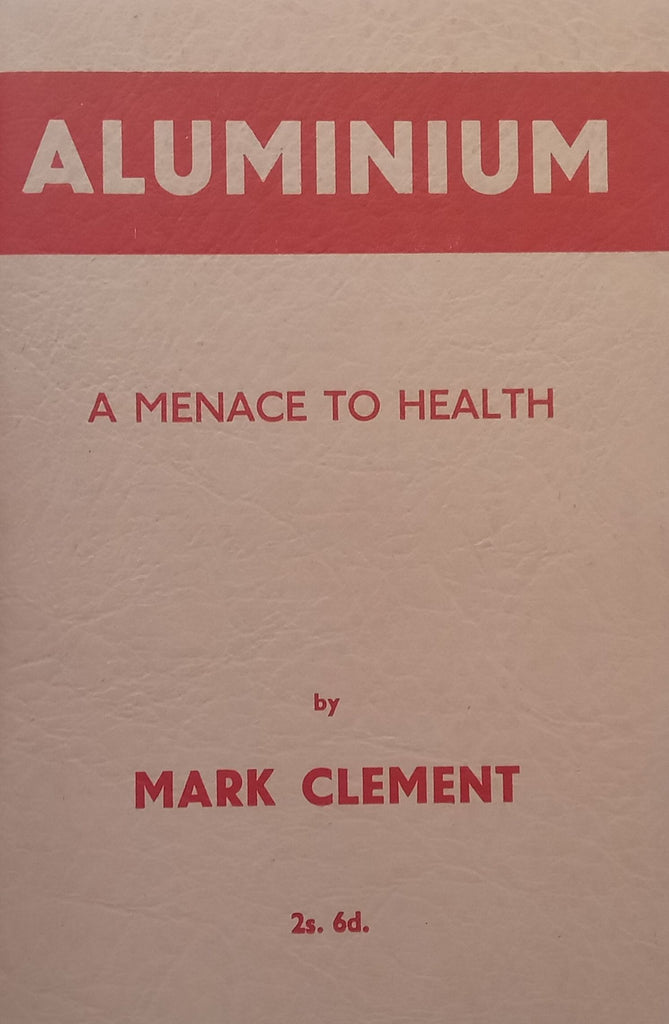 ALUMINIUM
A MENACE TO HEALTH
by
MARK CLEMENT
2s. 6d.